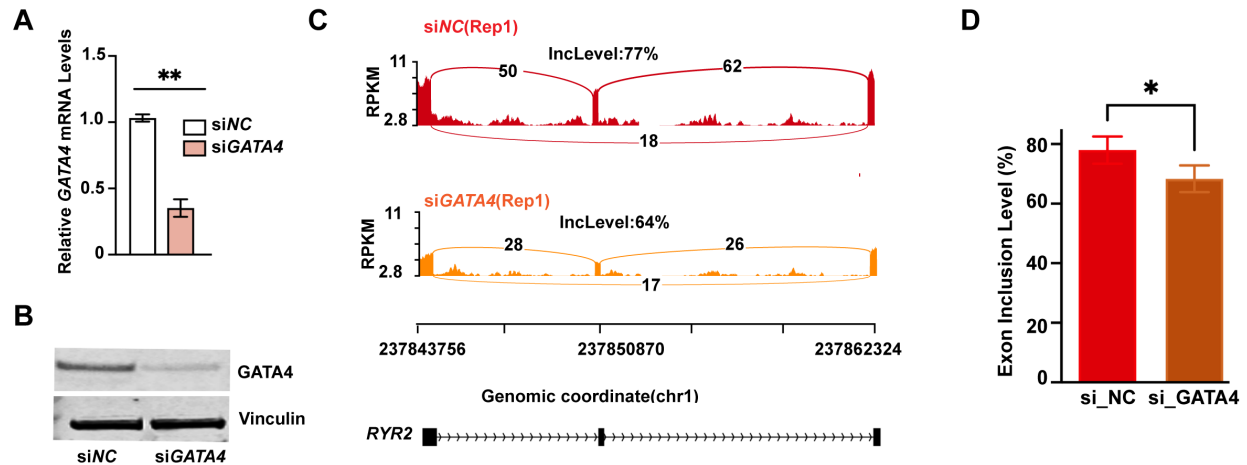 A
Relative GATA4 mRNA Levels
1.5
1.0
0.5
0
**
siNC
siGATA4
B
GATA4
Vinculin
siNC siGATA4
C
siNC(Rep1)
IncLevel:77%
RPKM
11
2.8
50
62
18
siGATA4(Rep1)
IncLevel:64%
RPKM
11
2.8
28
26
17
237843756 237850870 237862324
Genomic coordinate(chr1)
RYR2
D
Exon Inclusion Level (%)
80
60
40
20
0
*
si_NC si_GATA4